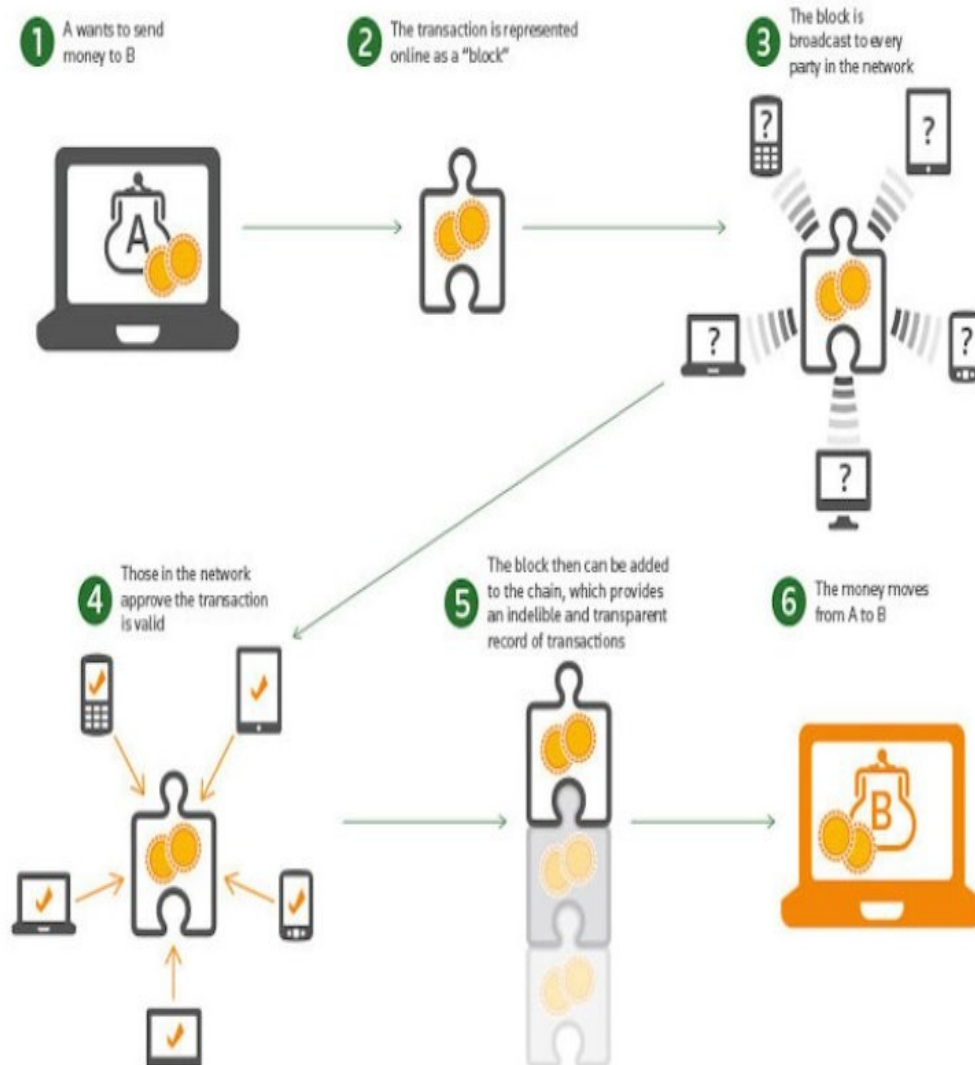 1
A wants to send
money to B
2
The transaction is represented
online as a “block”
3
The block is
broadcast to every
party in the network
A
?
?
?
?
?
4
Those in the network
approve the transaction
is valid
5
The block then can be added
to the chain, which provides
an indelible and transparent
record of transactions
6
The money moves
from A to B
B